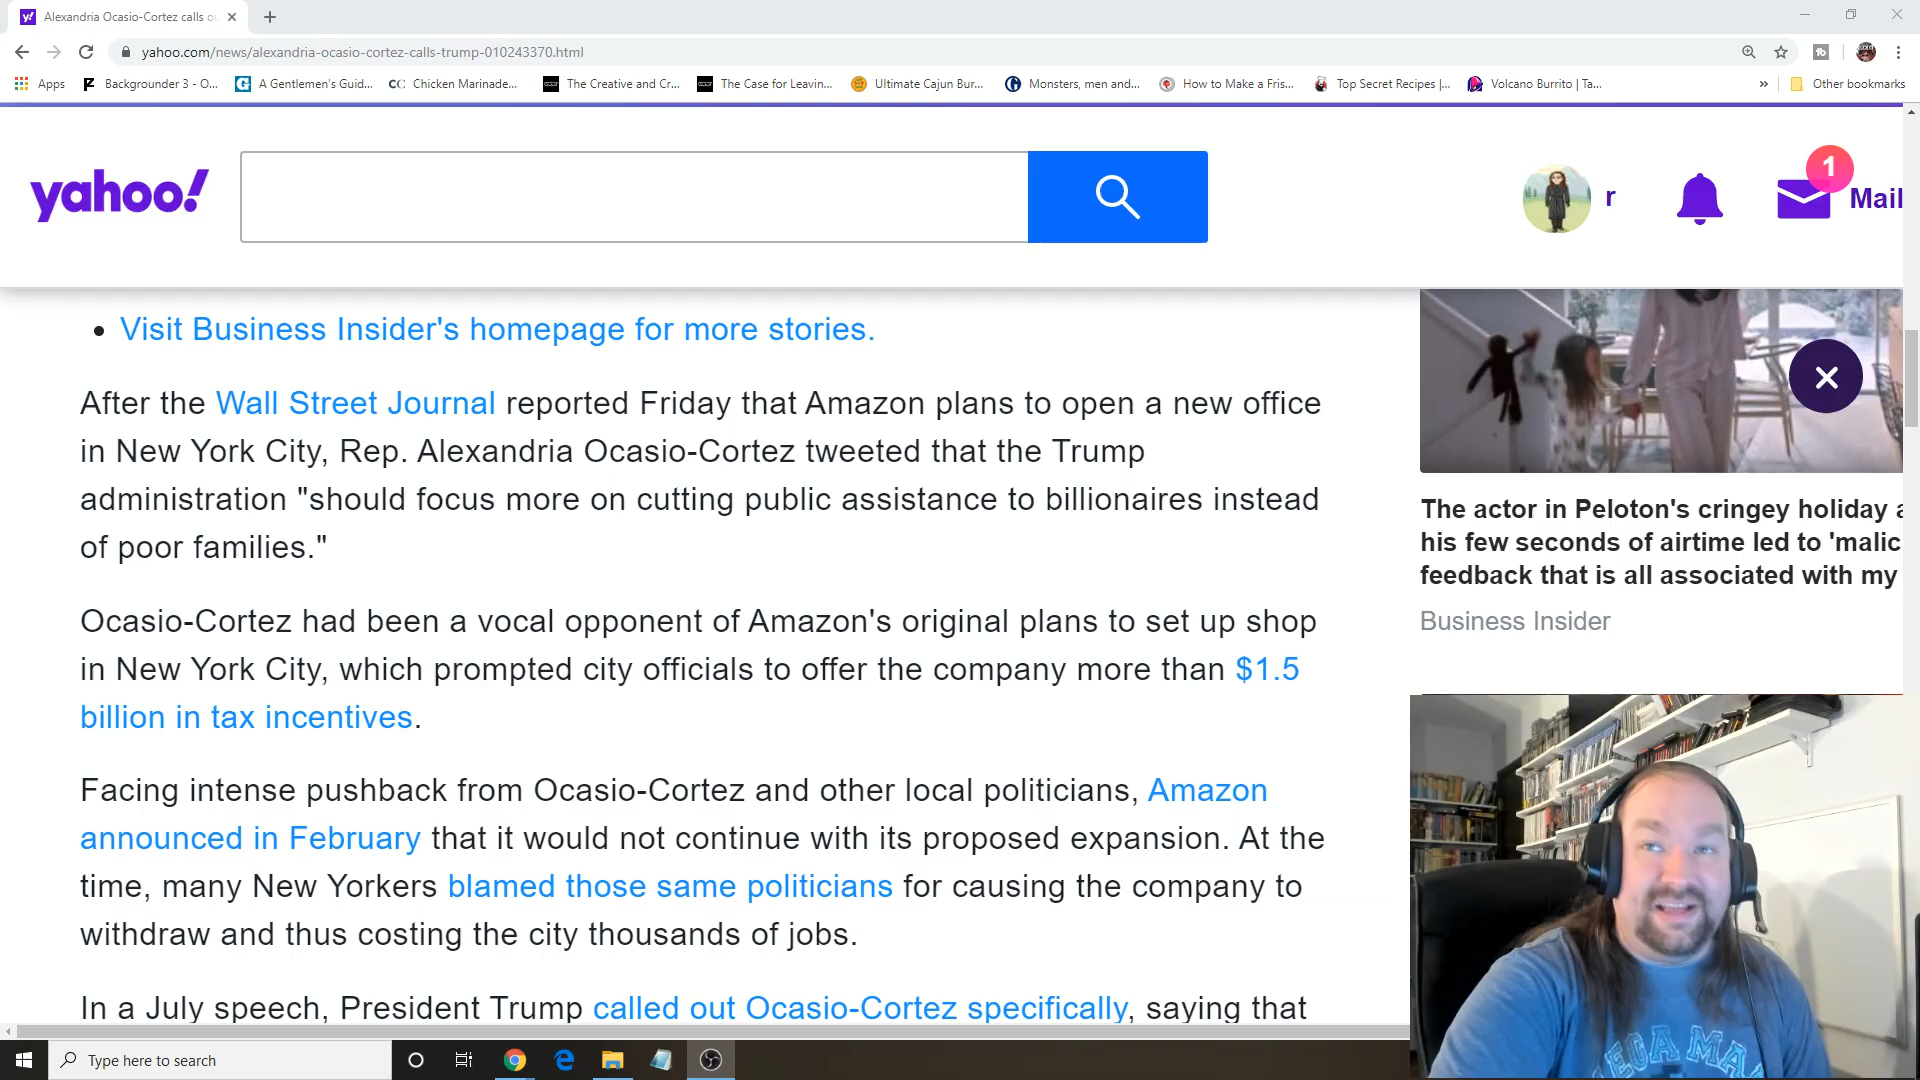 Alexandria Ocasio-Cortez calls ou
yahoo.com/news/alexandria-ocasio-cortez-calls-trump-010243370.html
Apps
Backgrounder 3 - O...
A Gentlemen's Guid...
CC Chicken Marinade...
The Creative and Cr...
The Case for Leavin...
Ultimate Cajun Bur...
Monsters, men and...
How to Make a Fris...
Top Secret Recipes |...
Volcano Burrito | Ta...
Other bookmarks
yahoo!
r
1
Mail
• Visit Business Insider's homepage for more stories.
After the Wall Street Journal reported Friday that Amazon plans to open a new office
in New York City, Rep. Alexandria Ocasio-Cortez tweeted that the Trump
administration "should focus more on cutting public assistance to billionaires instead
of poor families."
Ocasio-Cortez had been a vocal opponent of Amazon's original plans to set up shop
in New York City, which prompted city officials to offer the company more than $1.5
billion in tax incentives.
Facing intense pushback from Ocasio-Cortez and other local politicians, Amazon
announced in February that it would not continue with its proposed expansion. At the
time, many New Yorkers blamed those same politicians for causing the company to
withdraw and thus costing the city thousands of jobs.
In a July speech, President Trump called out Ocasio-Cortez specifically, saying that
The actor in Peloton's cringey holiday a
his few seconds of airtime led to 'malic
feedback that is all associated with my
Business Insider
MEGA MA
Type here to search